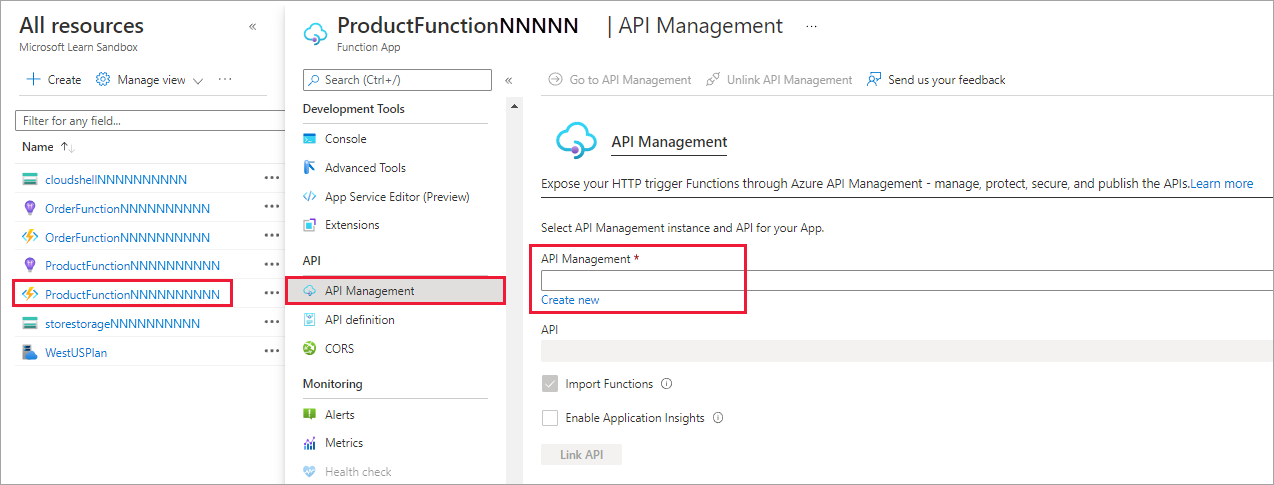 All resources
«
Microsoft Learn Sandbox
Create
Manage view
...
Filter for any field...
Name ↑↓
cloudshellNNNNNNNNNN
...
OrderFunctionNNNNNNNNNN
...
OrderFunctionNNNNNNNNNN
...
ProductFunctionNNNNNNNNNN
...
ProductFunctionNNNNNNNNNN
...
storestorageNNNNNNNNNN
...
WestUSPlan
...
ProductFunctionNNNNN | API Management
...
Function App
Search (Ctrl+/)
«
Development Tools
Console
Advanced Tools
App Service Editor (Preview)
Extensions
API
API Management
API definition
CORS
Monitoring
Alerts
Metrics
Health check
Go to API Management
Unlink API Management
Send us your feedback
API Management
Expose your HTTP trigger Functions through Azure API Management - manage, protect, secure, and publish the APIs.Learn more
Select API Management instance and API for your App.
API Management *
Create new
API
Import Functions
Enable Application Insights
Link API